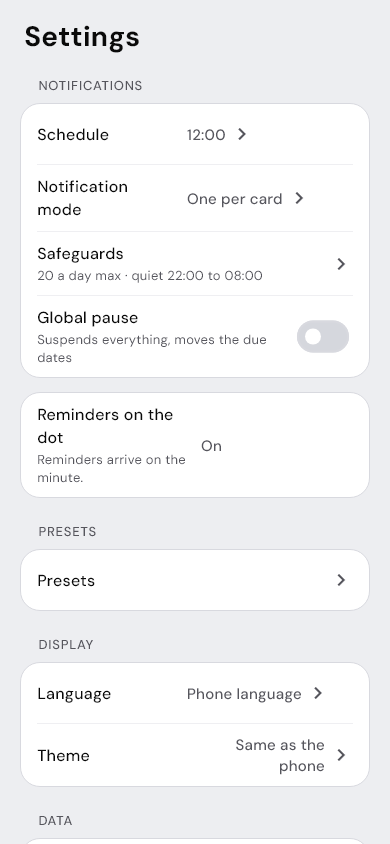 Settings
NOTIFICATIONS
Schedule
12:00
Notification
mode
One per card
Safeguards
20 a day max · quiet 22:00 to 08:00
Global pause
Suspends everything, moves the due
dates
Reminders on the
dot
Reminders arrive on the
minute.
On
PRESETS
Presets
DISPLAY
Language
Phone language
Theme
Same as the
phone
DATA